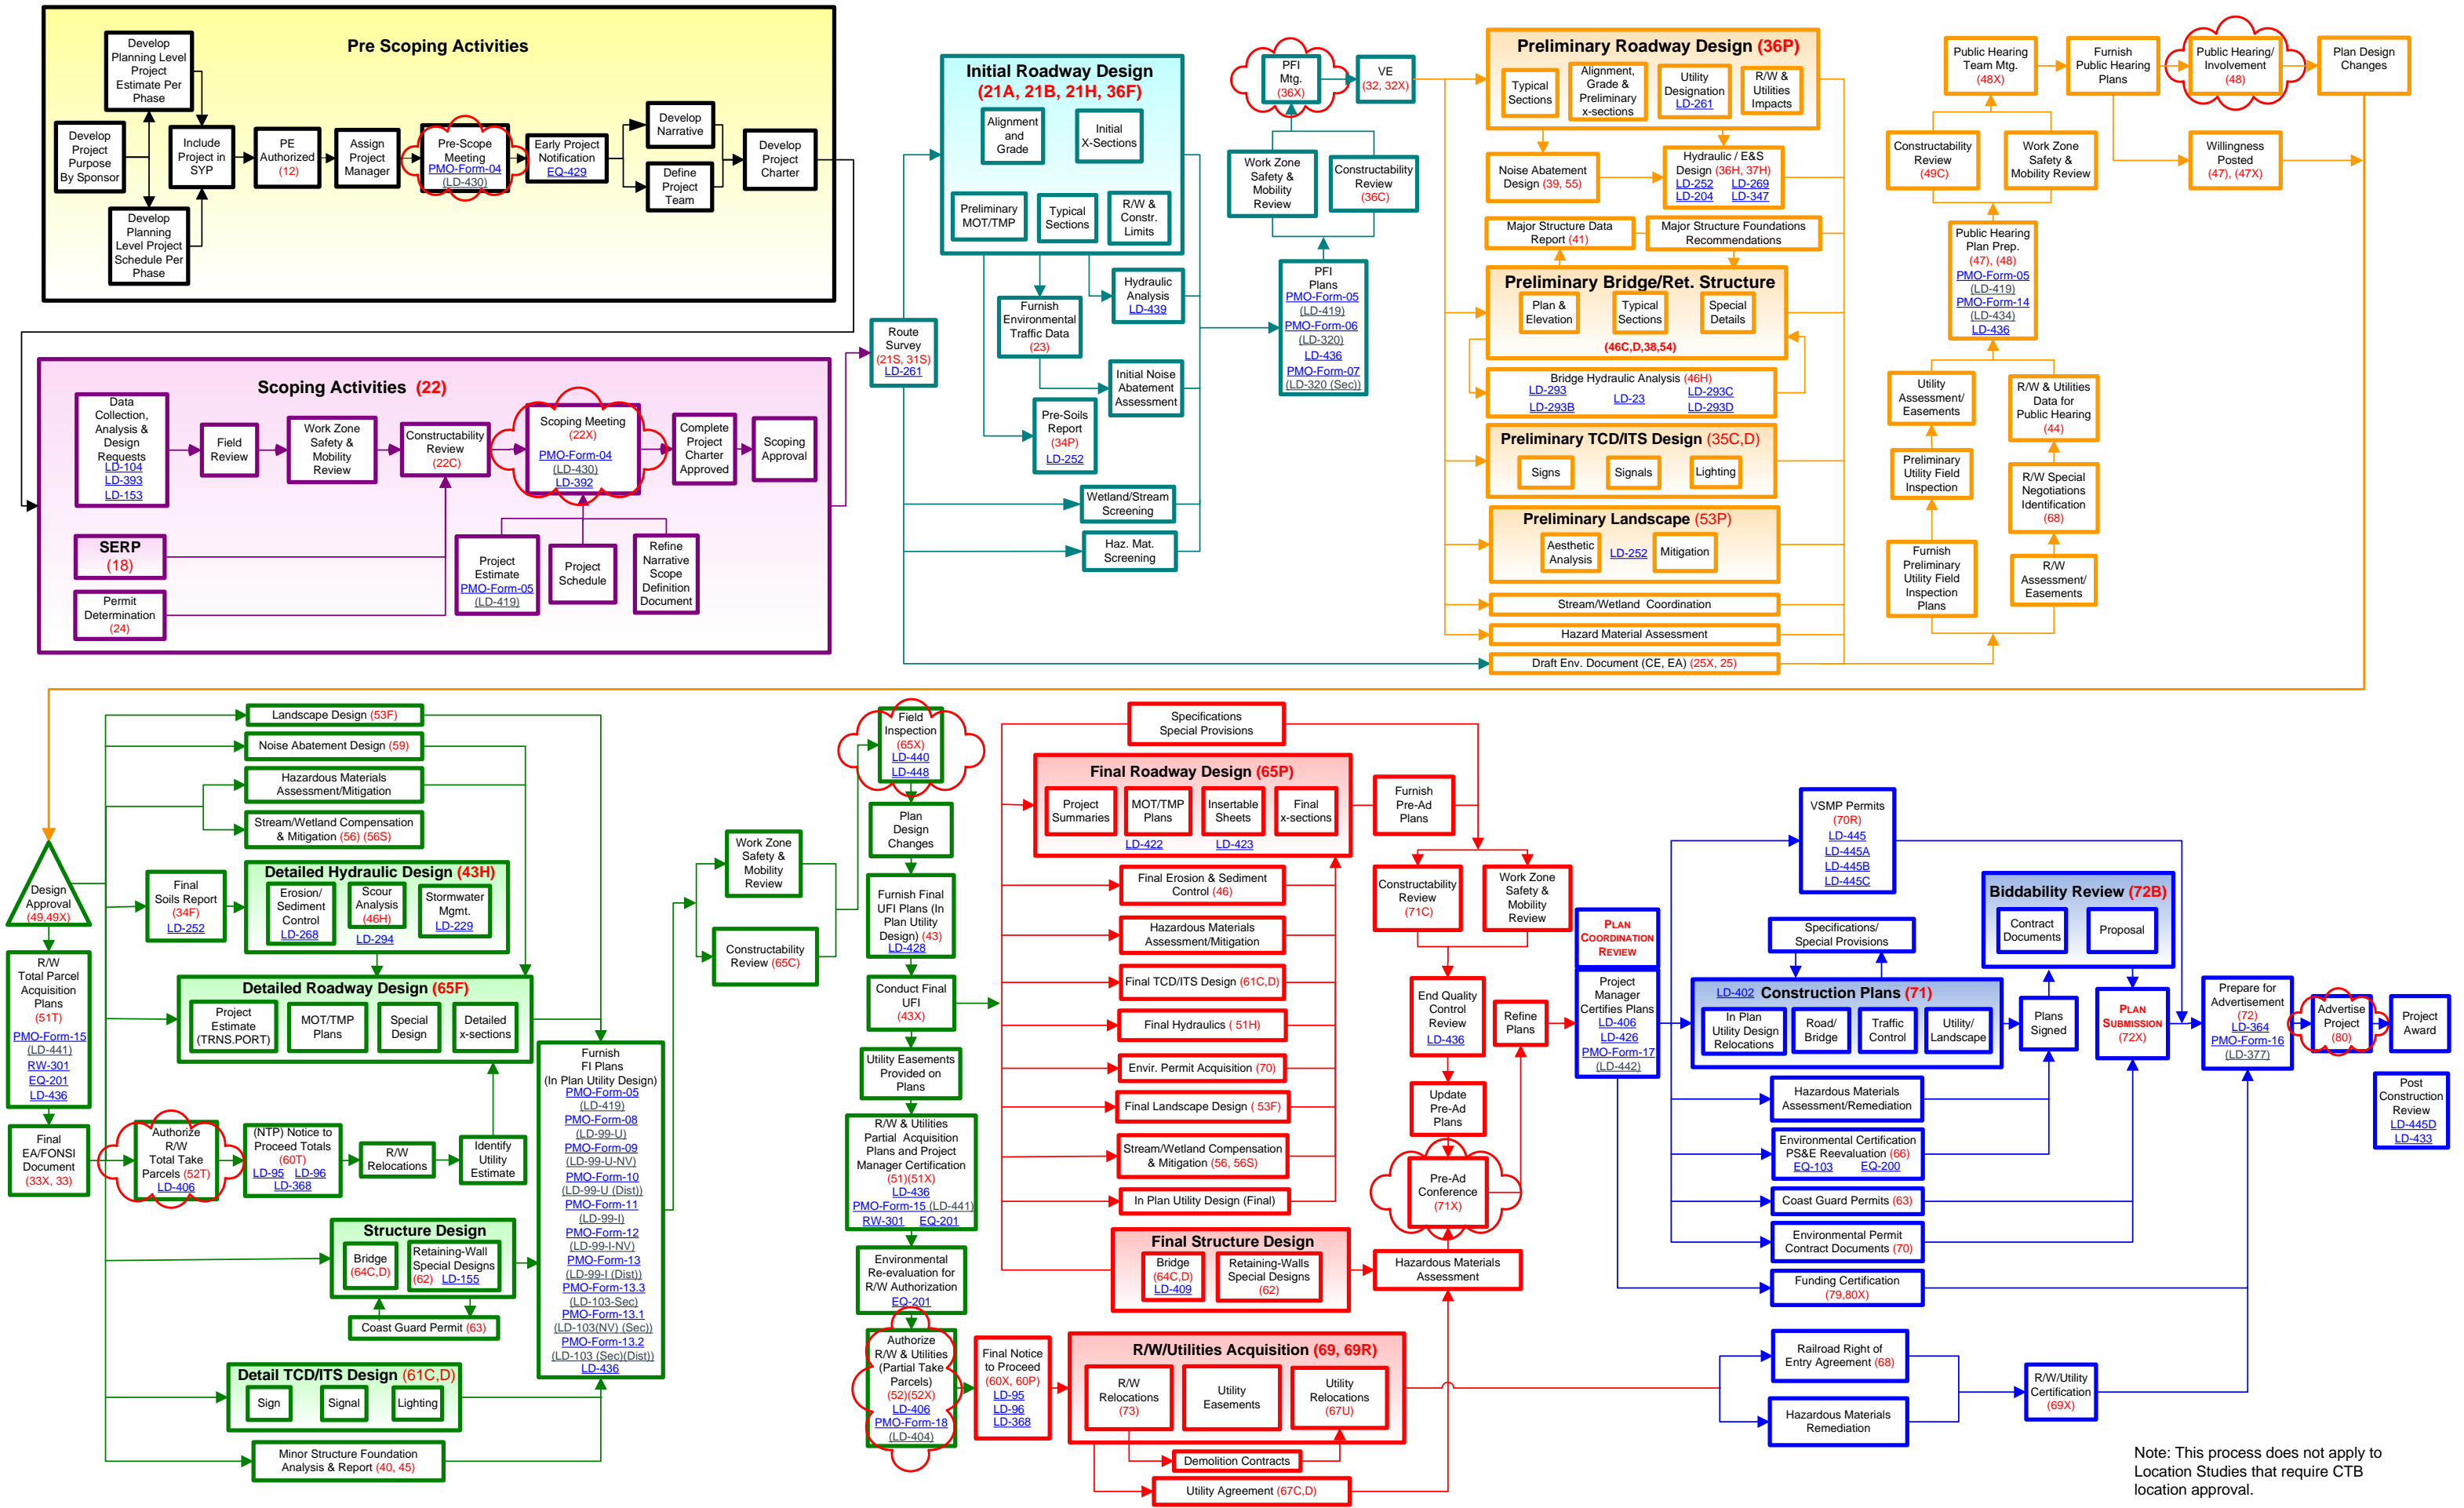 Pre Scoping Activities
Develop
Planning Level
Project
Estimate Per
Phase
Develop
Project
Purpose
By Sponsor
Develop
Planning
Level Project
Schedule Per
Phase
Include
Project in
SYP
PE
Authorized
(12)
Assign
Project
Manager
Pre-Scope
Meeting
PMO-Form-04
(LD-430)
Early Project
Notification
EQ-429
Develop
Narrative
Define
Project
Team
Develop
Project
Charter
Scoping Activities (22)
Data
Collection,
Analysis &
Design
Requests
LD-104
LD-393
LD-153
Field
Review
Work Zone
Safety &
Mobility
Review
Constructability
Review
(22C)
Scoping Meeting
(22X)
PMO-Form-04
(LD-430)
LD-392
Complete
Project
Charter
Approved
Scoping
Approval
SERP
(18)
Permit
Determination
(24)
Project
Estimate
PMO-Form-05
(LD-419)
Project
Schedule
Refine
Narrative
Scope
Definition
Document
Route
Survey
(21S, 31S)
LD-261
Initial Roadway Design
(21A, 21B, 21H, 36F)
Alignment
and
Grade
Initial
X-Sections
Preliminary
MOT/TMP
Typical
Sections
R/W &
Constr.
Limits
Furnish
Environmental
Traffic Data
(23)
Hydraulic
Analysis
LD-439
Initial Noise
Abatement
Assessment
Pre-Soils
Report
(34P)
LD-252
Wetland/Stream
Screening
Haz. Mat.
Screening
PFI
Mtg.
(36X)
VE
(32, 32X)
Work Zone
Safety &
Mobility
Review
Constructability
Review
(36C)
PFI
Plans
PMO-Form-05
(LD-419)
PMO-Form-06
(LD-320)
LD-436
PMO-Form-07
(LD-320 (Sec))
Preliminary Roadway Design (36P)
Typical
Sections
Alignment,
Grade &
Preliminary
x-sections
Utility
Designation
LD-261
R/W &
Utilities
Impacts
Noise Abatement
Design (39, 55)
Hydraulic / E&S
Design (36H, 37H)
LD-252 LD-269
LD-204 LD-347
Major Structure Data
Report (41)
Major Structure Foundations
Recommendations
Preliminary Bridge/Ret. Structure
Plan &
Elevation
Typical
Sections
Special
Details
(46C,D,38,54)
Bridge Hydraulic Analysis (46H)
LD-293 LD-293C
LD-23
LD-293B LD-293D
Preliminary TCD/ITS Design (35C,D)
Signs
Signals
Lighting
Preliminary Landscape (53P)
Aesthetic
Analysis
LD-252
Mitigation
Stream/Wetland Coordination
Hazard Material Assessment
Draft Env. Document (CE, EA) (25X, 25)
Public Hearing
Team Mtg.
(48X)
Furnish
Public Hearing
Plans
Public Hearing/
Involvement
(48)
Plan Design
Changes
Constructability
Review
(49C)
Work Zone
Safety &
Mobility Review
Willingness
Posted
(47), (47X)
Public Hearing
Plan Prep.
(47), (48)
PMO-Form-05
(LD-419)
PMO-Form-14
(LD-434)
LD-436
Utility
Assessment/
Easements
R/W & Utilities
Data for
Public Hearing
(44)
Preliminary
Utility Field
Inspection
R/W Special
Negotiations
Identification
(68)
Furnish
Preliminary
Utility Field
Inspection
Plans
R/W
Assessment/
Easements
Landscape Design (53F)
Noise Abatement Design (59)
Hazardous Materials
Assessment/Mitigation
Stream/Wetland Compensation
& Mitigation (56) (56S)
Design
Approval
(49,49X)
Final
Soils Report
(34F)
LD-252
Detailed Hydraulic Design (43H)
Erosion/
Sediment
Control
LD-268
Scour
Analysis
(46H)
LD-294
Stormwater
Mgmt.
LD-229
R/W
Total Parcel
Acquisition
Plans
(51T)
PMO-Form-15
(LD-441)
RW-301
EQ-201
LD-436
Detailed Roadway Design (65F)
Project
Estimate
(TRNS.PORT)
MOT/TMP
Plans
Special
Design
Detailed
x-sections
Final
EA/FONSI
Document
(33X, 33)
Authorize
R/W
Total Take
Parcels (52T)
LD-406
(NTP) Notice to
Proceed Totals
(60T)
LD-95 LD-96
LD-368
R/W
Relocations
Identify
Utility
Estimate
Structure Design
Bridge
(64C,D)
Retaining-Wall
Special Designs
(62) LD-155
Coast Guard Permit (63)
Detail TCD/ITS Design (61C,D)
Sign
Signal
Lighting
Minor Structure Foundation
Analysis & Report (40, 45)
Furnish
FI Plans
(In Plan Utility Design)
PMO-Form-05
(LD-419)
PMO-Form-08
(LD-99-U)
PMO-Form-09
(LD-99-U-NV)
PMO-Form-10
(LD-99-U (Dist))
PMO-Form-11
(LD-99-I)
PMO-Form-12
(LD-99-I-NV)
PMO-Form-13
(LD-99-I (Dist))
PMO-Form-13.3
(LD-103-Sec)
PMO-Form-13.1
(LD-103(NV) (Sec))
PMO-Form-13.2
(LD-103 (Sec)(Dist))
LD-436
Work Zone
Safety &
Mobility
Review
Constructability
Review (65C)
Field
Inspection
(65X)
LD-440
LD-448
Plan
Design
Changes
Furnish Final
UFI Plans (In
Plan Utility
Design) (43)
LD-428
Conduct Final
UFI
(43X)
Utility Easements
Provided on
Plans
R/W & Utilities
Partial Acquisition
Plans and Project
Manager Certification
(51)(51X)
LD-436
PMO-Form-15 (LD-441)
RW-301 EQ-201
Environmental
Re-evaluation for
R/W Authorization
EQ-201
Authorize
R/W & Utilities
(Partial Take
Parcels)
(52)(52X)
LD-406
PMO-Form-18
(LD-404)
Specifications
Special Provisions
Final Roadway Design (65P)
Project
Summaries
MOT/TMP
Plans
LD-422
Insertable
Sheets
LD-423
Final
x-sections
Furnish
Pre-Ad
Plans
Final Erosion & Sediment
Control (46)
Hazardous Materials
Assessment/Mitigation
Final TCD/ITS Design (61C,D)
Final Hydraulics ( 51H)
Envir. Permit Acquisition (70)
Final Landscape Design ( 53F)
Stream/Wetland Compensation
& Mitigation (56, 56S)
In Plan Utility Design (Final)
Final Structure Design
Bridge
(64C,D)
LD-409
Retaining-Walls
Special Designs
(62)
Final Notice
to Proceed
(60X, 60P)
LD-95
LD-96
LD-368
R/W/Utilities Acquisition (69, 69R)
R/W
Relocations
(73)
Utility
Easements
Utility
Relocations
(67U)
Demolition Contracts
Utility Agreement (67C,D)
Constructability
Review
(71C)
Work Zone
Safety &
Mobility
Review
End Quality
Control
Review
LD-436
Update
Pre-Ad
Plans
Pre-Ad
Conference
(71X)
Hazardous Materials
Assessment
Refine
Plans
PLAN
COORDINATION
REVIEW
Project
Manager
Certifies Plans
LD-406
LD-426
PMO-Form-17
(LD-442)
VSMP Permits
(70R)
LD-445
LD-445A
LD-445B
LD-445C
Specifications/
Special Provisions
LD-402 Construction Plans (71)
In Plan
Utility Design
Relocations
Road/
Bridge
Traffic
Control
Utility/
Landscape
Biddability Review (72B)
Contract
Documents
Proposal
Plans
Signed
PLAN
SUBMISSION
(72X)
Prepare for
Advertisement
(72)
LD-364
PMO-Form-16
(LD-377)
Advertise
Project
(80)
Project
Award
Post
Construction
Review
LD-445D
LD-433
Hazardous Materials
Assessment/Remediation
Environmental Certification
PS&E Reevaluation (66)
EQ-103 EQ-200
Coast Guard Permits (63)
Environmental Permit
Contract Documents (70)
Funding Certification
(79,80X)
Railroad Right of
Entry Agreement (68)
Hazardous Materials
Remediation
R/W/Utility
Certification
(69X)
Note: This process does not apply to
Location Studies that require CTB
location approval.